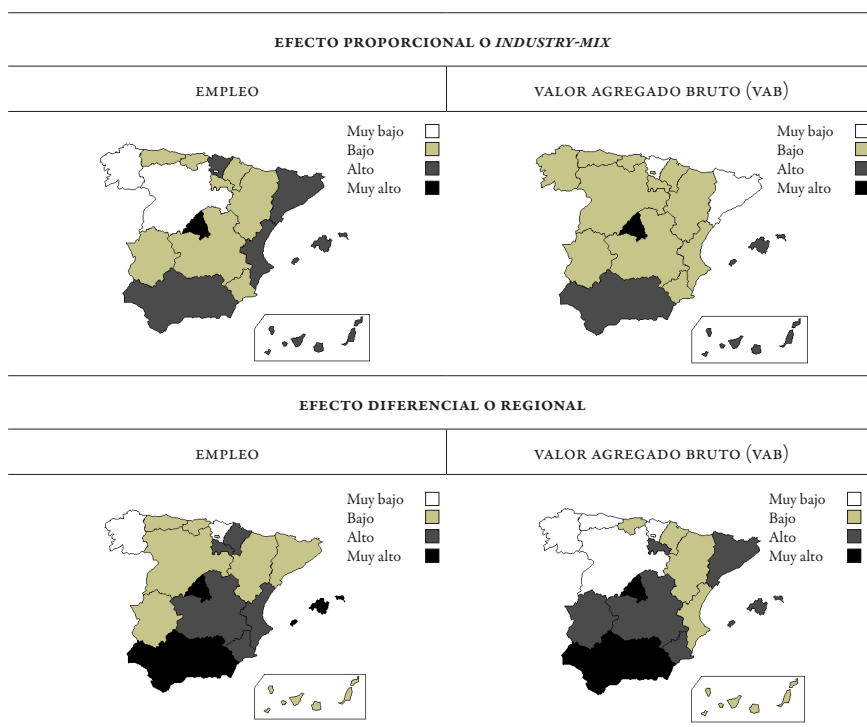 EFECTO PROPORCIONAL O INDUSTRY-MIX
EMPLEO
VALOR AGREGADO BRUTO (VAB)
Muy bajo
Bajo
Alto
Muy alto
Muy bajo
Bajo
Alto
Muy alto
EFECTO DIFERENCIAL O REGIONAL
EMPLEO
VALOR AGREGADO BRUTO (VAB)
Muy bajo
Bajo
Alto
Muy alto
Muy bajo
Bajo
Alto
Muy alto